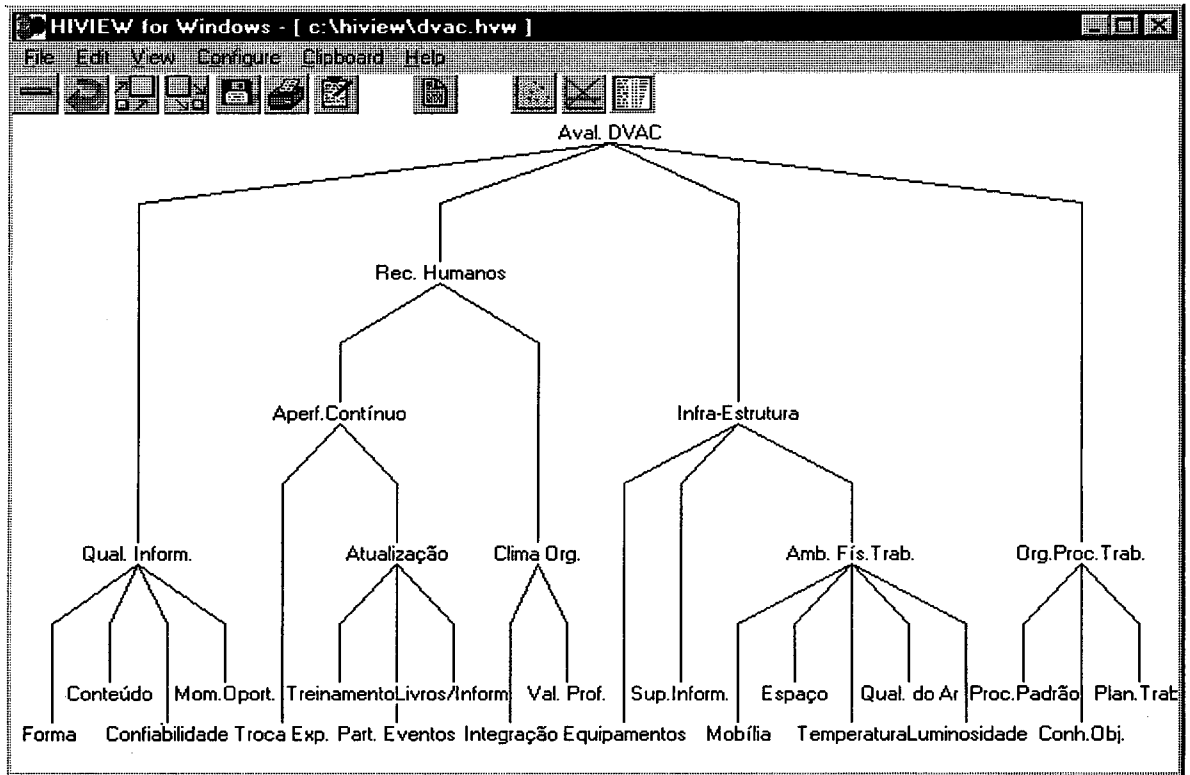 HIVIEW for Windows - [ c:\hiview\dvac.hvw ]
File Edit View Configure Clipboard Help
Aval. DVAC
Rec. Humanos
Aperf.Contínuo Infra-Estrutura
Qual. Inform. Atualização Clima Org. Amb. Fís.Trab. Org.Proc.Trab.
Conteúdo Mom.Oport. Treinamento Livros/Inform Val. Prof. Sup.Inform. Espaço Qual. do Ar Proc.Padrão Plan.Trab
Forma Confiabilidade Troca Exp. Part. Eventos Integração Equipamentos Mobília Temperatura Luminosidade Conh.Obj.